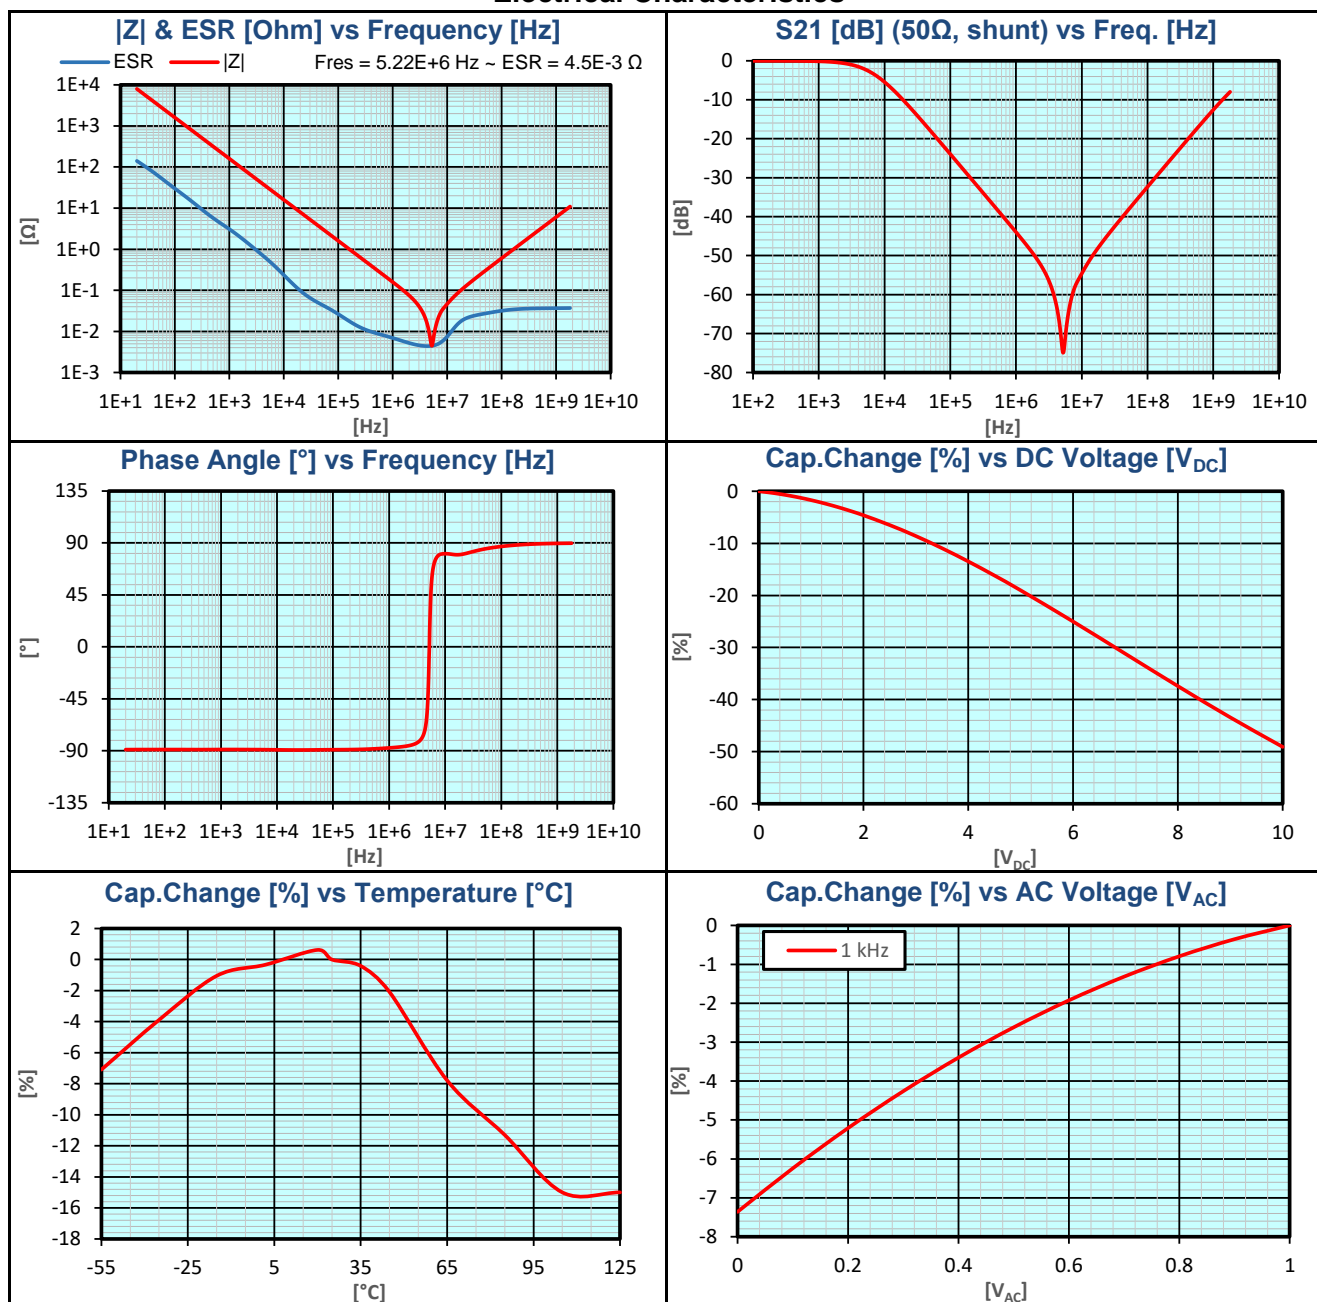 Electrical Characteristics
|Z| & ESR [Ohm] vs Frequency [Hz]
ESR |Z| Fres = 5.22E+6 Hz ~ ESR = 4.5E-3 Ω
1E+4
1E+3
1E+2
1E+1
1E+0
1E-1
1E-2
1E-3
[Ω]
1E+1 1E+2 1E+3 1E+4 1E+5 1E+6 1E+7 1E+8 1E+9 1E+10
[Hz]
S21 [dB] (50Ω, shunt) vs Freq. [Hz]
0
-10
-20
-30
-40
-50
-60
-70
-80
[dB]
1E+2 1E+3 1E+4 1E+5 1E+6 1E+7 1E+8 1E+9 1E+10
[Hz]
Phase Angle [°] vs Frequency [Hz]
135
90
45
0
-45
-90
-135
[°]
1E+1 1E+2 1E+3 1E+4 1E+5 1E+6 1E+7 1E+8 1E+9 1E+10
[Hz]
Cap.Change [%] vs DC Voltage [VDC]
0
-10
-20
-30
-40
-50
-60
[%]
0 2 4 6 8 10
[VDC]
Cap.Change [%] vs Temperature [°C]
2
0
-2
-4
-6
-8
-10
-12
-14
-16
-18
[%]
-55 -25 5 35 65 95 125
[°C]
Cap.Change [%] vs AC Voltage [VAC]
1 kHz
0
-1
-2
-3
-4
-5
-6
-7
-8
[%]
0 0.2 0.4 0.6 0.8 1
[VAC]